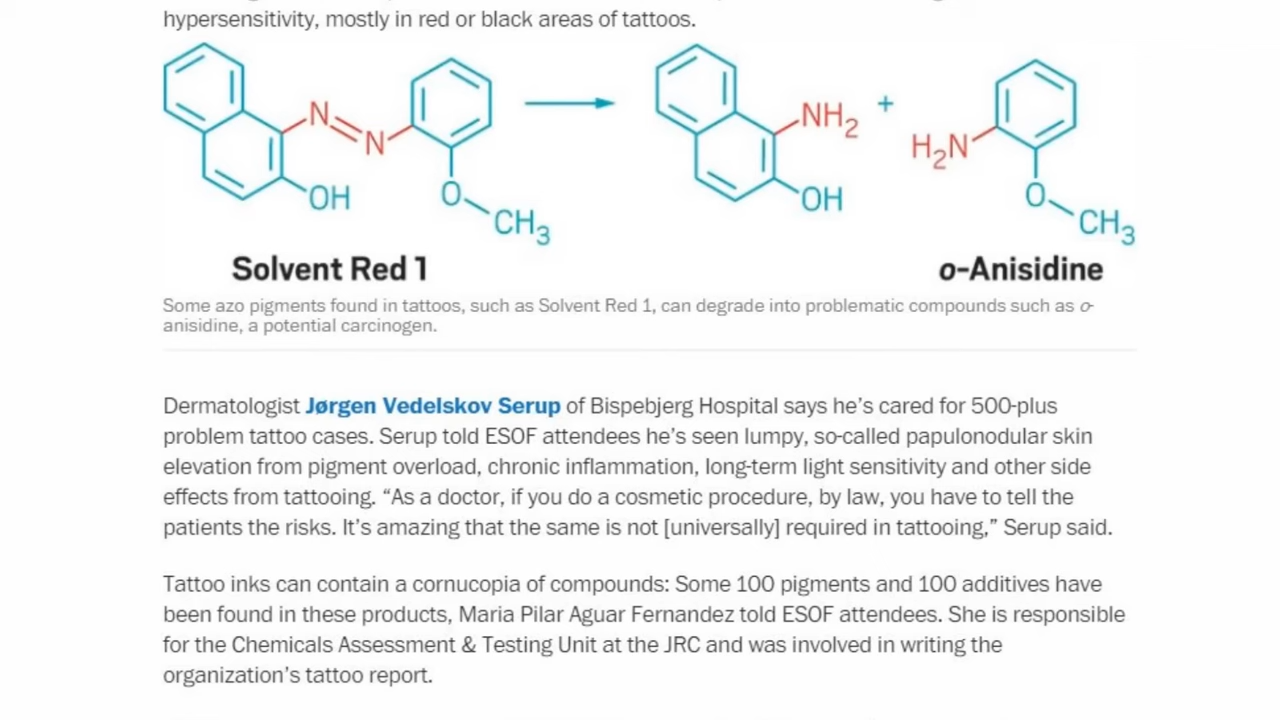 hypersensitivity, mostly in red or black areas of tattoos.
N N OH O CH3
NH2 OH
+
H2N O CH3
Solvent Red 1
o-Anisidine
Some azo pigments found in tattoos, such as Solvent Red 1, can degrade into problematic compounds such as o-
anisidine, a potential carcinogen.
Dermatologist Jørgen Vedelskov Serup of Bispebjerg Hospital says he’s cared for 500-plus
problem tattoo cases. Serup told ESOF attendees he’s seen lumpy, so-called papulonodular skin
elevation from pigment overload, chronic inflammation, long-term light sensitivity and other side
effects from tattooing. “As a doctor, if you do a cosmetic procedure, by law, you have to tell the
patients the risks. It’s amazing that the same is not [universally] required in tattooing,” Serup said.
Tattoo inks can contain a cornucopia of compounds: Some 100 pigments and 100 additives have
been found in these products, Maria Pilar Aguar Fernandez told ESOF attendees. She is responsible
for the Chemicals Assessment & Testing Unit at the JRC and was involved in writing the
organization’s tattoo report.